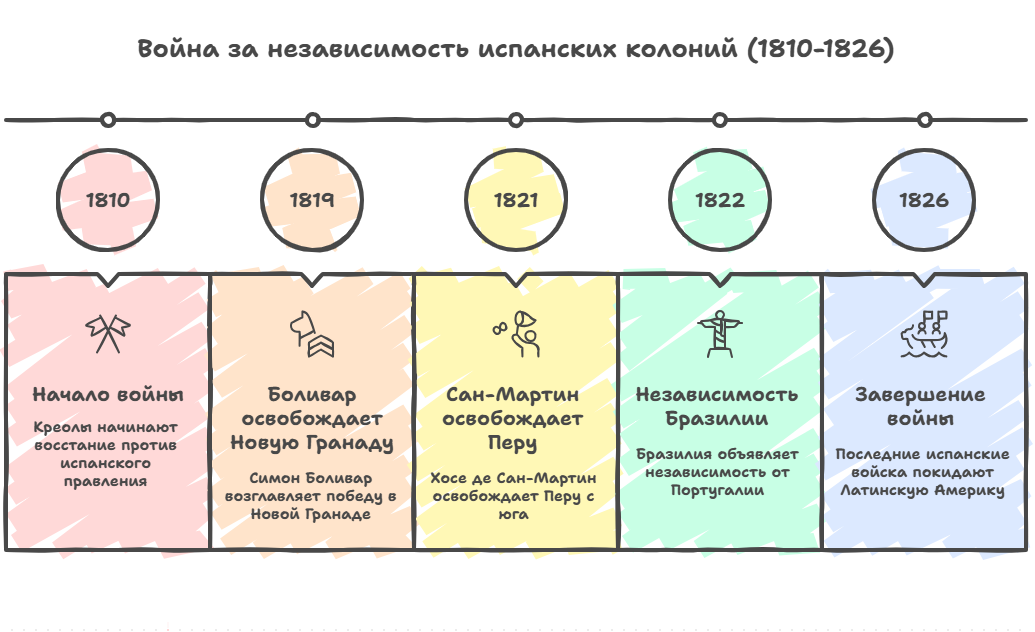 Война за независимость испанских колоний (1810-1826)
1810
1819
1821
1822
1826
Начало войны
Креолы начинают
восстание против
испанского
правления
Боливар
освобождает
Новую Гранаду
Симон Боливар
возглавляет победу в
Новой Гранаде
Сан-Мартин
освобождает
Перу
Хосе де Сан-Мартин
освобождает Перу с
юга
Независимость
Бразилии
Бразилия объявляет
независимость от
Португалии
Завершение
войны
Последние испанские
войска покидают
Латинскую Америку